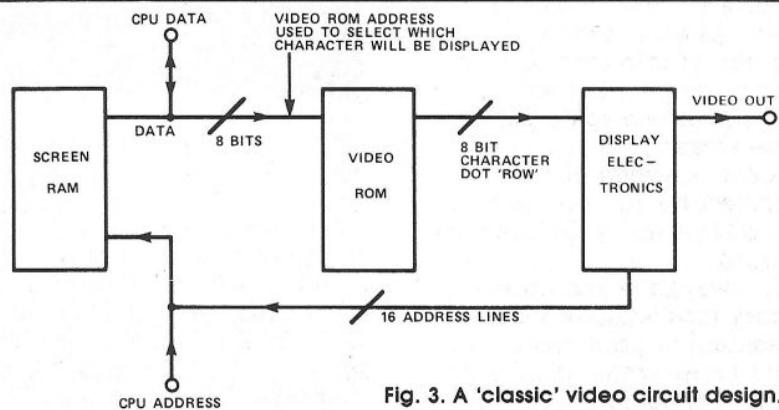 CPU DATA
VIDEO ROM ADDRESS
USED TO SELECT WHICH
CHARACTER WILL BE DISPLAYED
VIDEO OUT
DATA
8 BITS
SCREEN
RAM
VIDEO
ROM
8 BIT
CHARACTER
DOT 'ROW'
DISPLAY
ELEC –
TRONICS
16 ADDRESS LINES
CPU ADDRESS
Fig. 3. A 'classic' video circuit design.